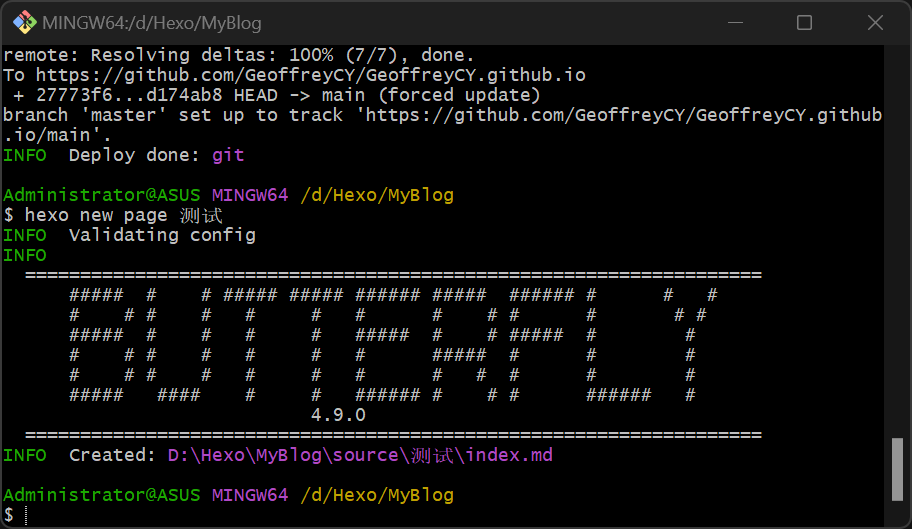 MINGW64:/d/Hexo/MyBlog
remote: Resolving deltas: 100% (7/7), done.
To https://github.com/GeoffreyCY/GeoffreyCY.github.io
 + 27773f6...d174ab8 HEAD -> main (forced update)
branch 'master' set up to track 'https://github.com/GeoffreyCY/GeoffreyCY.github
.io/main'.
INFO  Deploy done: git
Administrator@ASUS MINGW64 /d/Hexo/MyBlog
$ hexo new page 测试
INFO  Validating config
INFO
  ===================================================================
      #####  #    # ##### ##### ###### #####  ###### #      #   #
      #    # #    #   #     #   #      #    # #      #       # #
      #####  #    #   #     #   #####  #    # #####  #        #
      #    # #    #   #     #   #      #####  #      #        #
      #    # #    #   #     #   #      #   #  #      #        #
      #####   ####    #     #   ###### #    # #      ######   #
                            4.9.0
  ===================================================================
INFO  Created: D:\Hexo\MyBlog\source\测试\index.md
Administrator@ASUS MINGW64 /d/Hexo/MyBlog
$